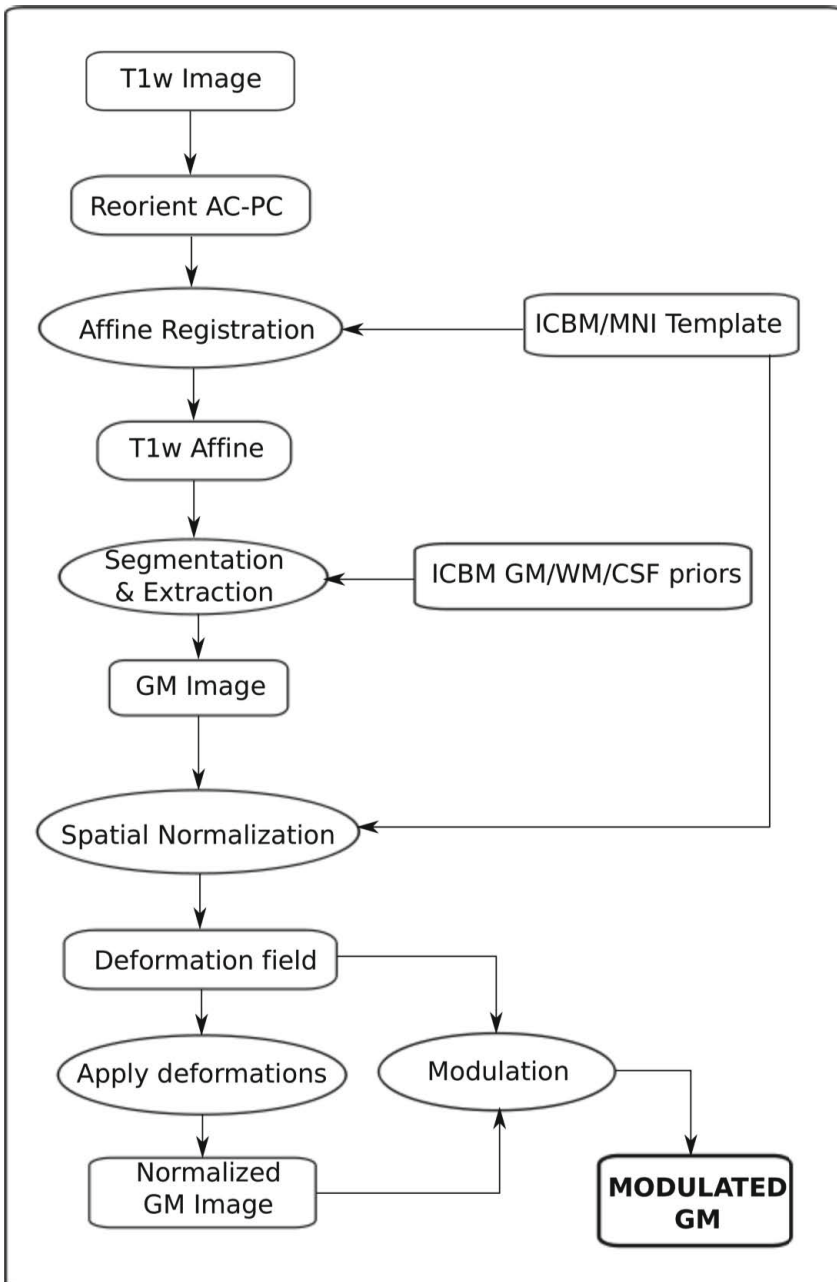 T1w Image
Reorient AC-PC
Affine Registration
ICBM/MNI Template
T1w Affine
Segmentation
& Extraction
ICBM GM/WM/CSF priors
GM Image
Spatial Normalization
Deformation field
Apply deformations
Modulation
Normalized
GM Image
MODULATED
GM